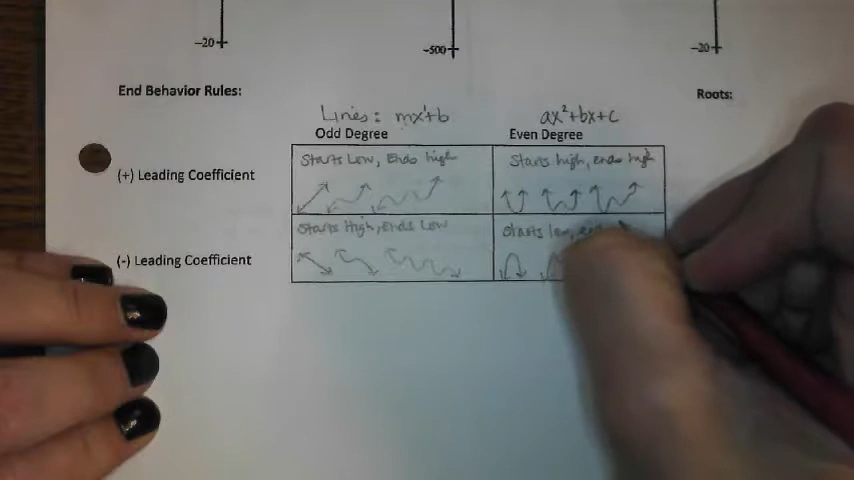 -20
-500
-20
End Behavior Rules:
Roots:
Lines: mx¹+b
ax²+bx+c
Odd Degree
Even Degree
(+) Leading Coefficient
Starts Low, Ends high
Starts high, ends high
(-) Leading Coefficient
Starts High, Ends Low
Starts low,